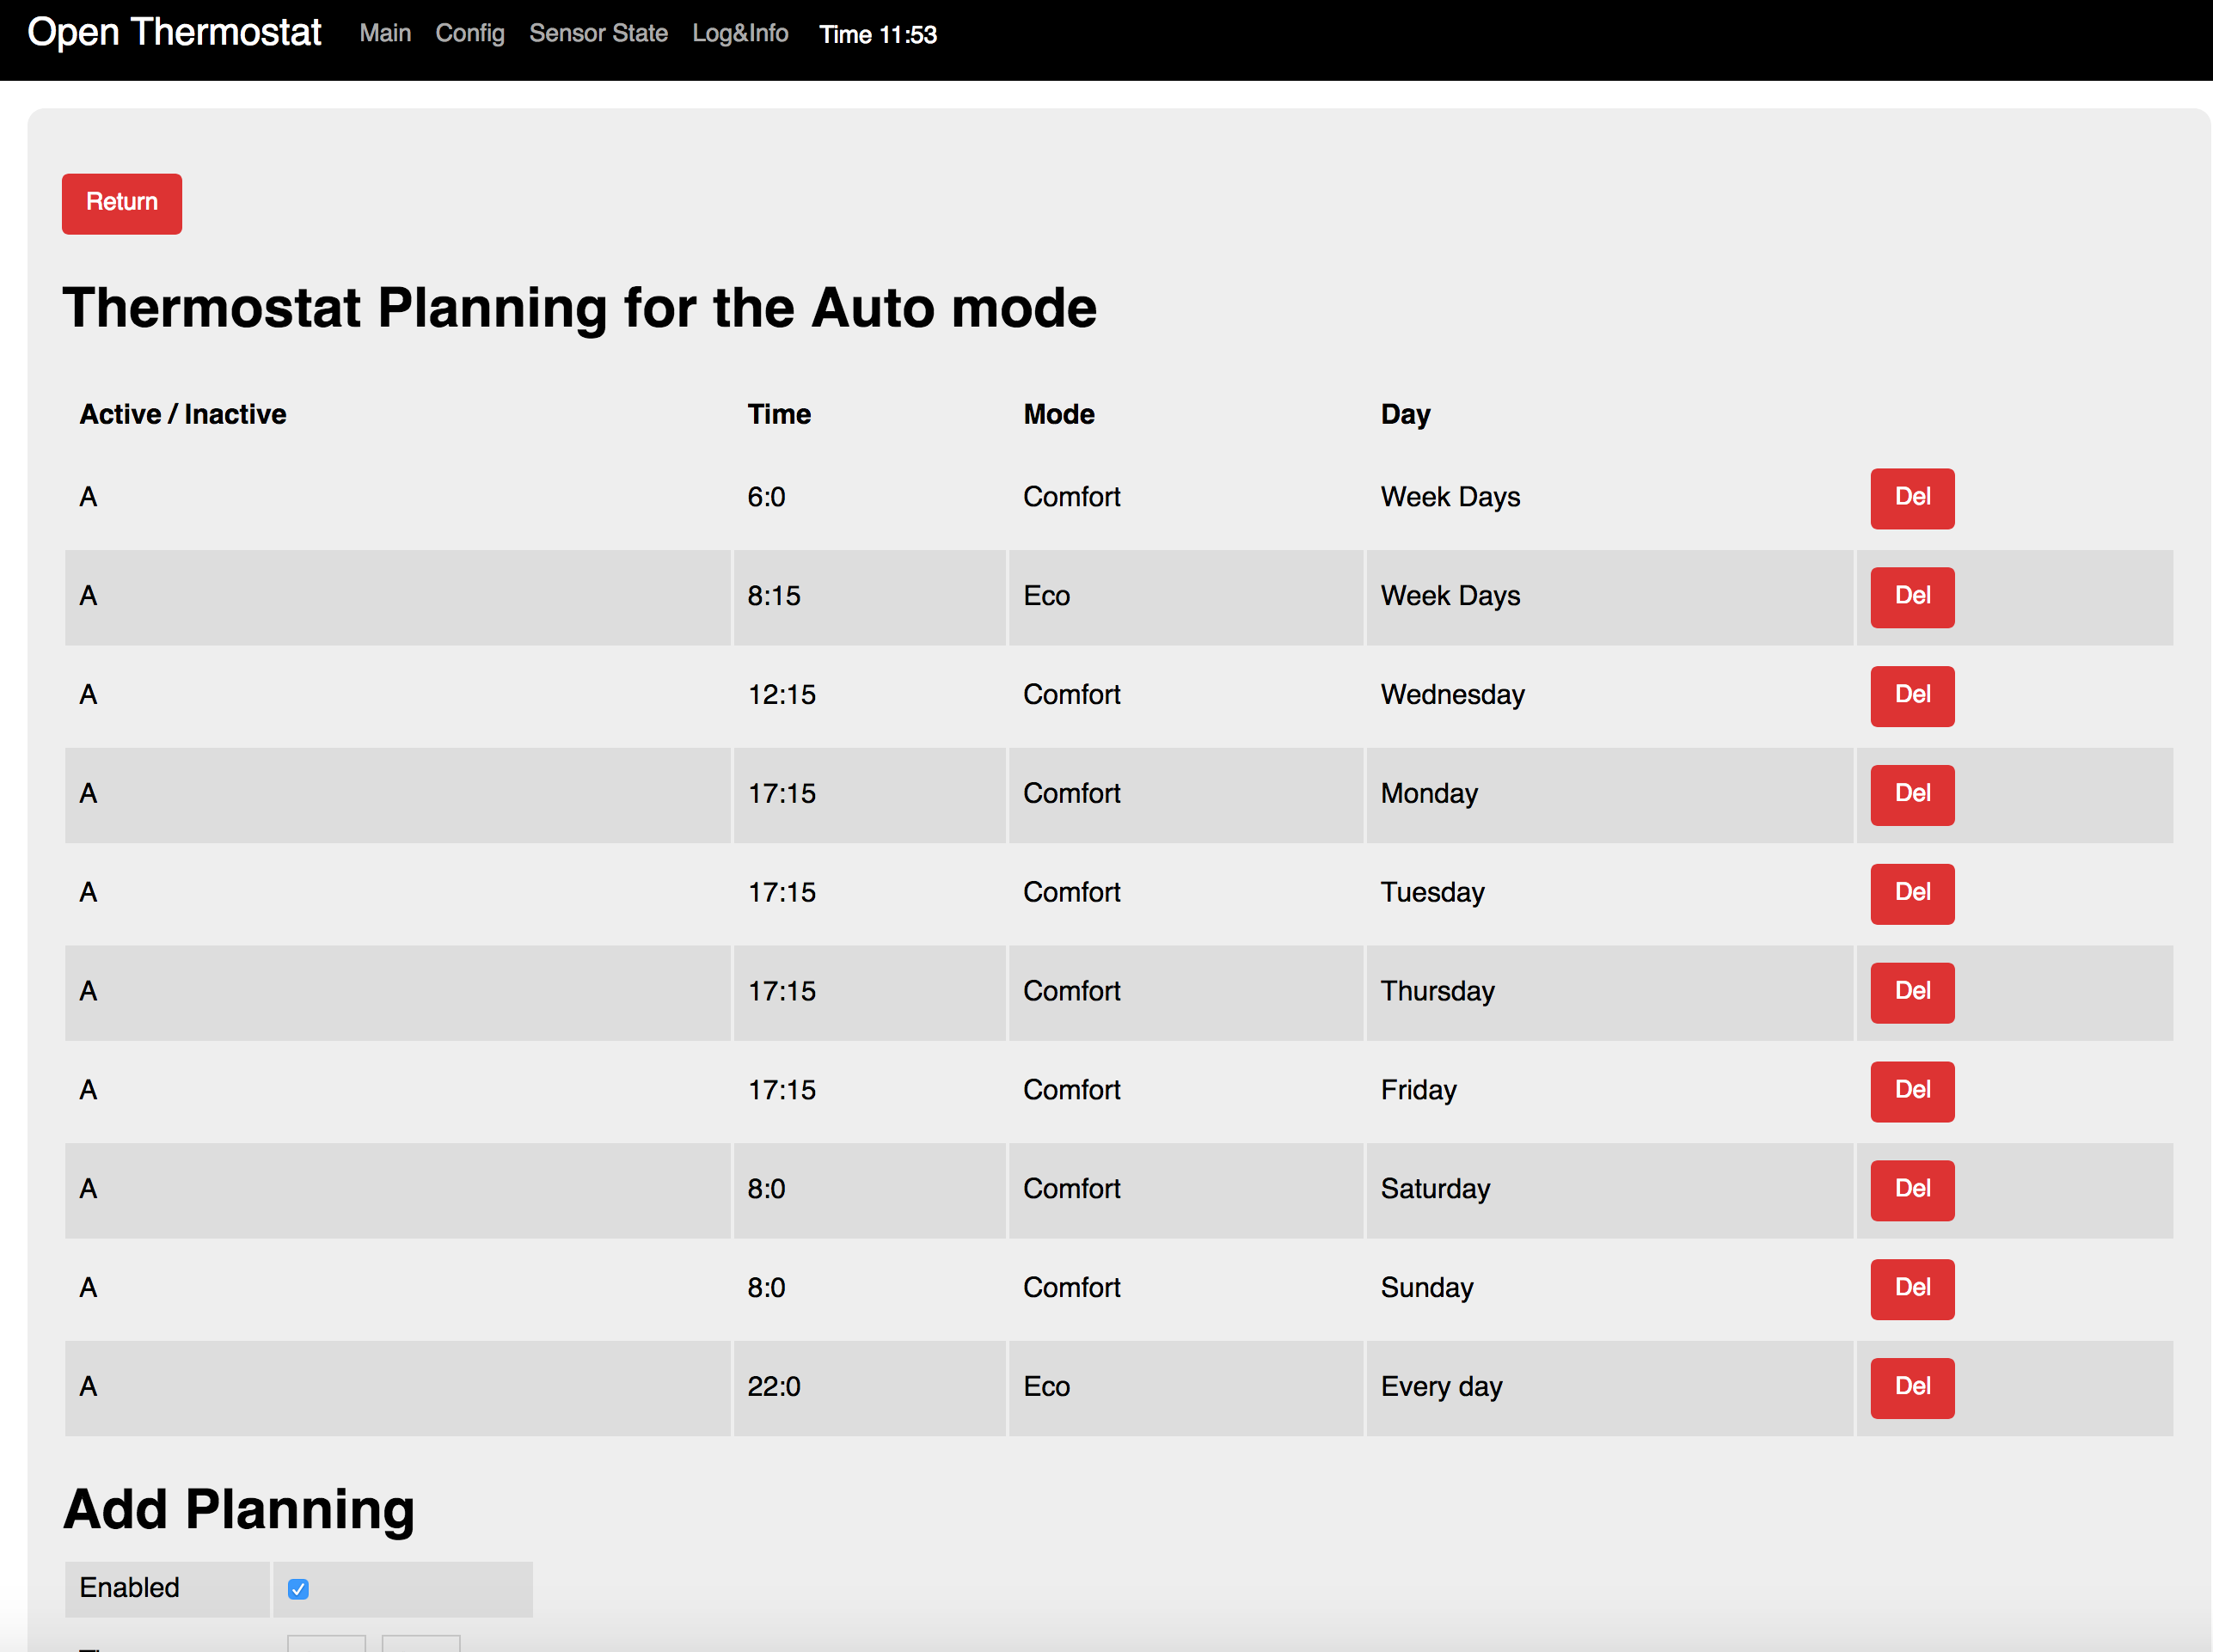 Open Thermostat Main Config Sensor State Log&Info Time 11:53
Return
Thermostat Planning for the Auto mode
Active / Inactive Time Mode Day
A 6:0 Comfort Week Days Del
A 8:15 Eco Week Days Del
A 12:15 Comfort Wednesday Del
A 17:15 Comfort Monday Del
A 17:15 Comfort Tuesday Del
A 17:15 Comfort Thursday Del
A 17:15 Comfort Friday Del
A 8:0 Comfort Saturday Del
A 8:0 Comfort Sunday Del
A 22:0 Eco Every day Del
Add Planning
Enabled